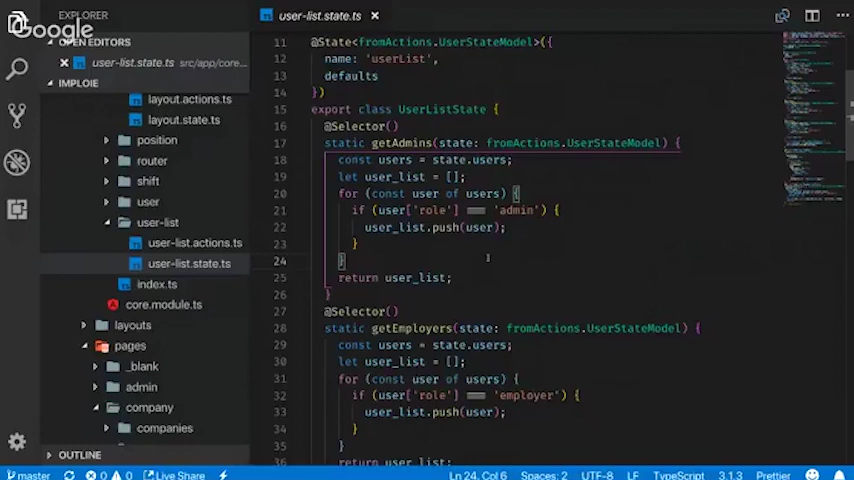 EXPLORER
user-list.state.ts ×
Google
OPEN EDITORS
× user-list.state.ts src/app/core...
IMPLOIE
layout.actions.ts
layout.state.ts
position
router
shift
user
user-list
user-list.actions.ts
user-list.state.ts
index.ts
core.module.ts
layouts
pages
_blank
admin
company
companies
OUTLINE
11 @State<fromActions.UserStateModel>({
12 name: 'userList',
13 defaults
14 })
15 export class UserListState {
16 @Selector()
17 static getAdmins(state: fromActions.UserStateModel) {
18 const users = state.users;
19 let user_list = [];
20 for (const user of users) {
21 if (user['role'] === 'admin') {
22 user_list.push(user);
23 }
24 }
25 return user_list;
26 }
27 @Selector()
28 static getEmployers(state: fromActions.UserStateModel) {
29 const users = state.users;
30 let user_list = [];
31 for (const user of users) {
32 if (user['role'] === 'employer') {
33 user_list.push(user);
34 }
35 }
36 return user_list;
master 0 0 Live Share Ln 24, Col 6 Spaces: 2 UTF-8 LF TypeScript 3.1.3 Prettier